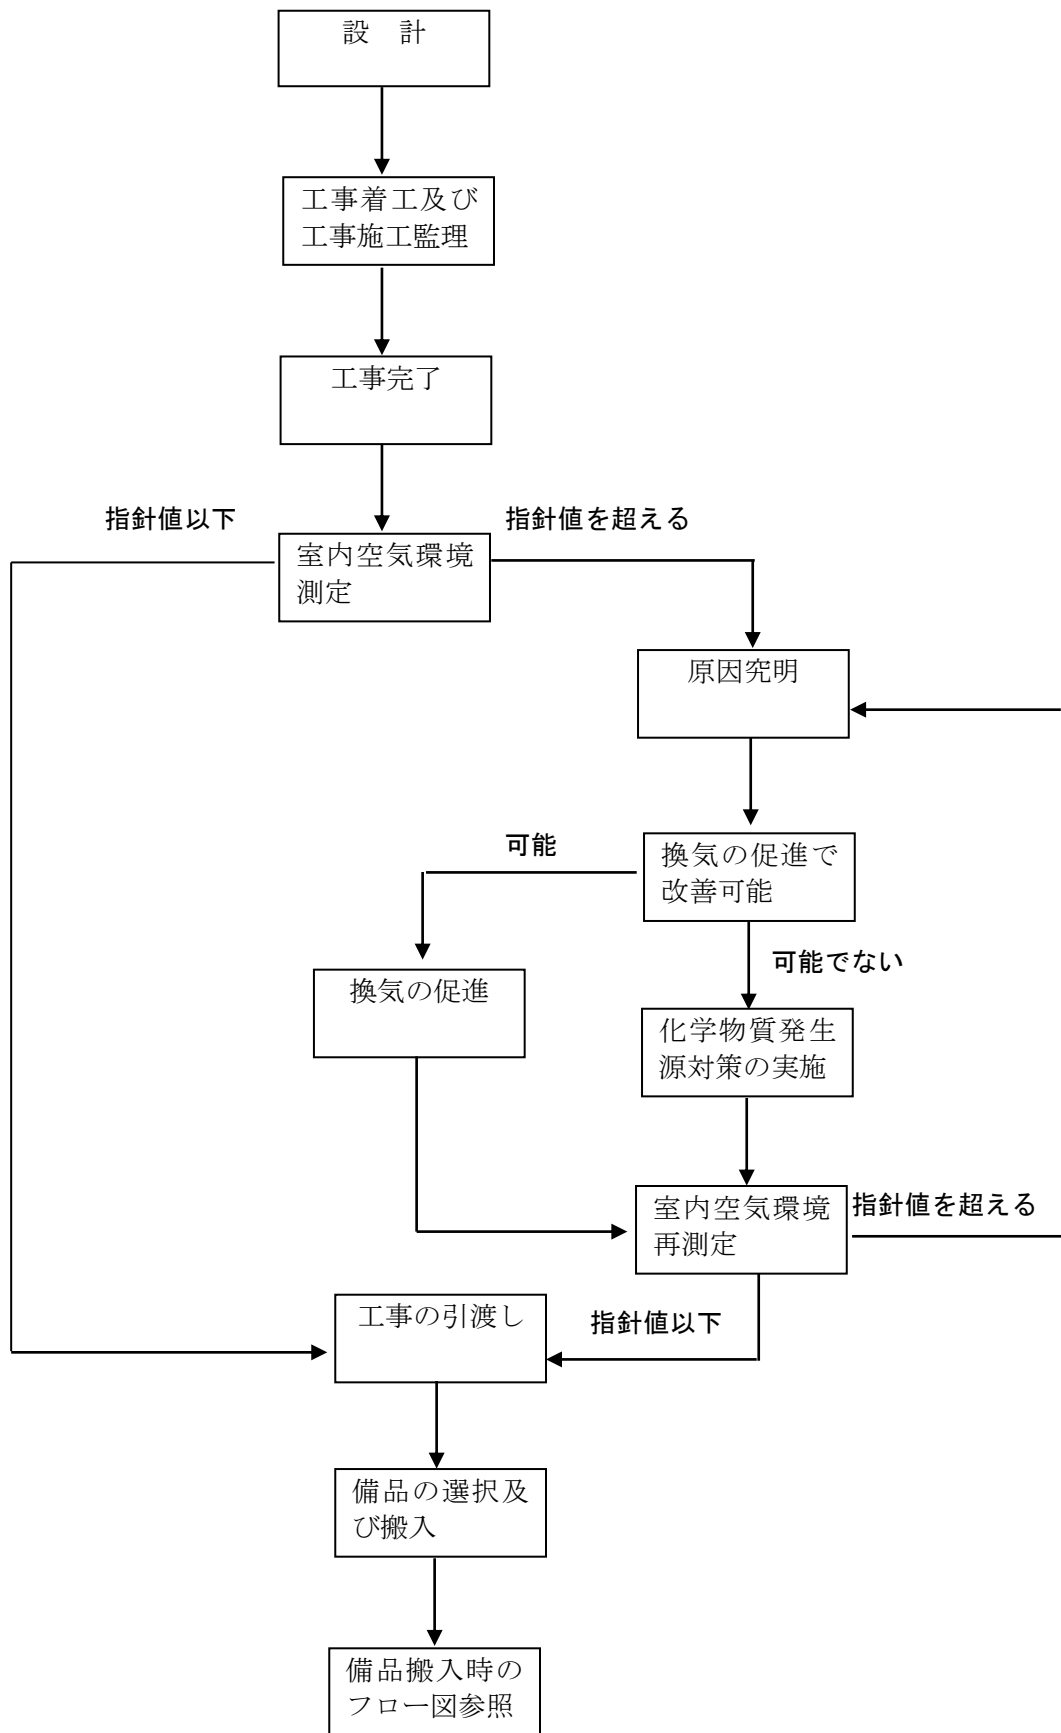 設　計
工事着工及び
工事施工監理
工事完了
指針値以下
指針値を超える
室内空気環境
測定
原因究明
可能
換気の促進で
改善可能
可能でない
換気の促進
化学物質発生
源対策の実施
室内空気環境
再測定
指針値を超える
工事の引渡し
指針値以下
備品の選択及
び搬入
備品搬入時の
フロー図参照